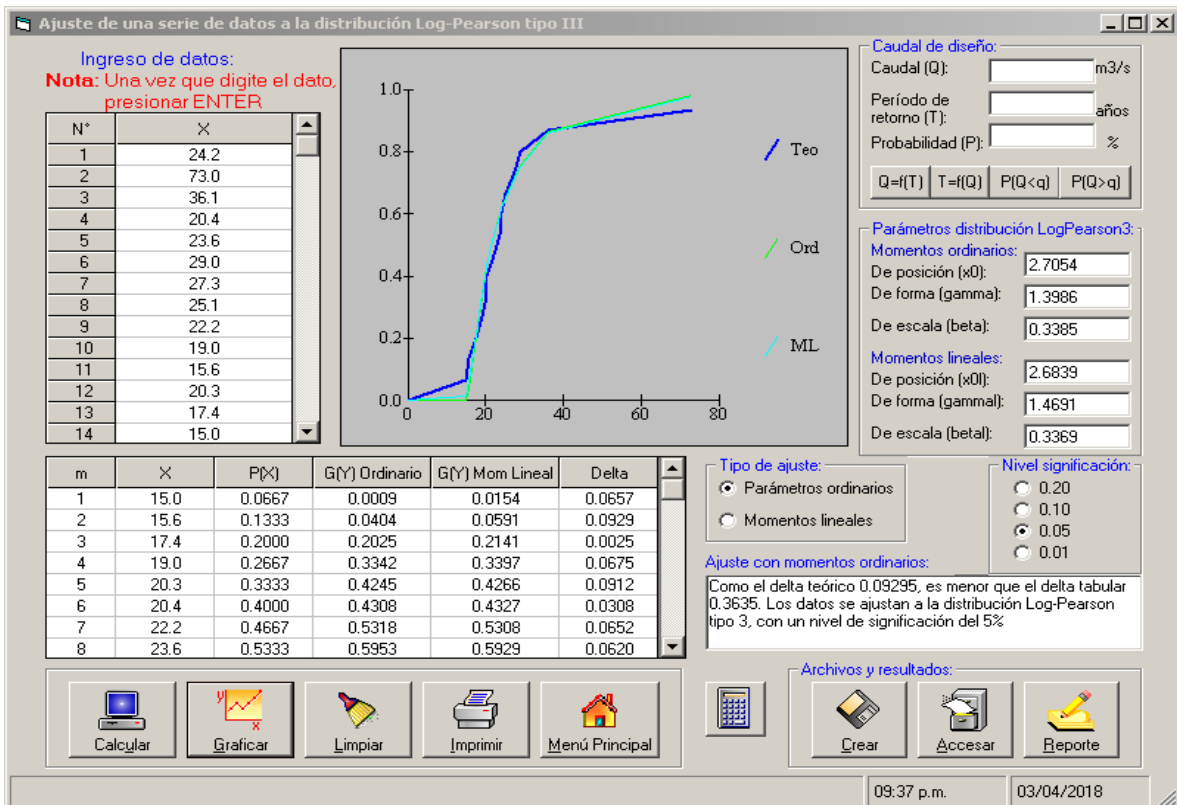 Ajuste de una serie de datos a la distribución Log-Pearson tipo III
Ingreso de datos:
Nota: Una vez que digite el dato,
presionar ENTER
N° X
1 24.2
2 73.0
3 36.1
4 20.4
5 23.6
6 29.0
7 27.3
8 25.1
9 22.2
10 19.0
11 15.6
12 20.3
13 17.4
14 15.0
1.0
0.8
0.6
0.4
0.2
0.0
0 20 40 60 80
Teo
Ord
ML
Caudal de diseño:
Caudal (Q): m3/s
Período de
retorno (T): años
Probabilidad (P): %
Q=f(T) T=f(Q) P(Q<q) P(Q>q)
Parámetros distribución LogPearson3:
Momentos ordinarios:
De posición (x0): 2.7054
De forma (gamma): 1.3986
De escala (beta): 0.3385
Momentos lineales:
De posición (x0l): 2.6839
De forma (gammal): 1.4691
De escala (betal): 0.3369
m X P(X) G(Y) Ordinario G(Y) Mom Lineal Delta
1 15.0 0.0667 0.0009 0.0154 0.0657
2 15.6 0.1333 0.0404 0.0591 0.0929
3 17.4 0.2000 0.2025 0.2141 0.0025
4 19.0 0.2667 0.3342 0.3397 0.0675
5 20.3 0.3333 0.4245 0.4266 0.0912
6 20.4 0.4000 0.4308 0.4327 0.0308
7 22.2 0.4667 0.5318 0.5308 0.0652
8 23.6 0.5333 0.5953 0.5929 0.0620
Tipo de ajuste:
Parámetros ordinarios
Momentos lineales
Nivel significación:
0.20
0.10
0.05
0.01
Ajuste con momentos ordinarios:
Como el delta teórico 0.09295, es menor que el delta tabular
0.3635. Los datos se ajustan a la distribución Log-Pearson
tipo 3, con un nivel de significación del 5%
Calcular
y
x
Graficar
Limpiar
Imprimir
Menú Principal
Archivos y resultados:
Crear
Accesar
Reporte
09:37 p.m. 03/04/2018